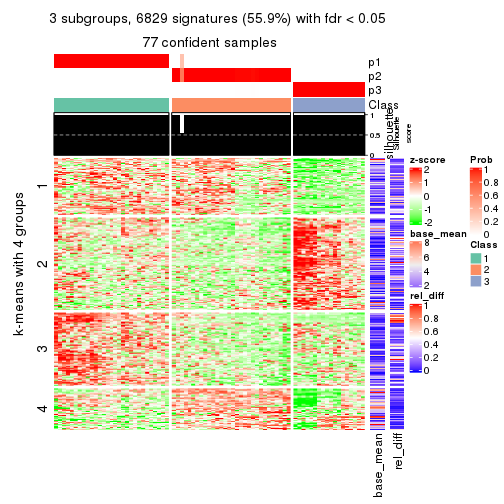 3 subgroups, 6829 signatures (55.9%) with fdr < 0.05
77 confident samples
p1
p2
p3
Class
silhouette
Silhouette
score
1
0.5
0
k-means with 4 groups
1
2
3
4
base_mean
rel_diff
z-score
2
1
0
-1
-2
base_mean
8
6
4
2
rel_diff
1
0.8
0.6
0.4
0.2
0
Prob
1
0.8
0.6
0.4
0.2
0
Class
1
2
3